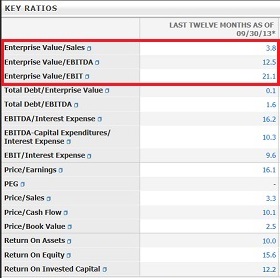 KEY RATIOS
LAST TWELVE MONTHS AS OF
09/30/13*
Enterprise Value/Sales 3.8
Enterprise Value/EBITDA 12.5
Enterprise Value/EBIT 21.1
Total Debt/Enterprise Value 0.1
Total Debt/EBITDA 1.6
EBITDA/Interest Expense 16.2
EBITDA-Capital Expenditures/
Interest Expense 10.3
EBIT/Interest Expense 9.6
Price/Earnings 16.1
PEG -
Price/Sales 3.3
Price/Cash Flow 10.1
Price/Book Value 2.5
Return On Assets 10.0
Return On Equity 15.6
Return On Invested Capital 12.2